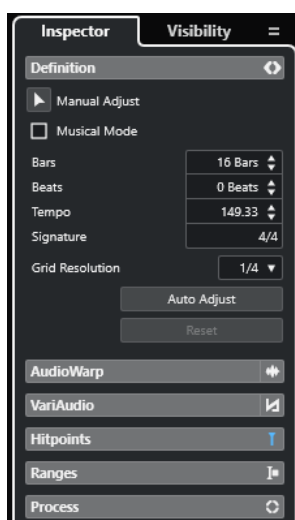 Inspector Visibility
Definition
Manual Adjust
Musical Mode
Bars 16 Bars
Beats 0 Beats
Tempo 149.33
Signature 4/4
Grid Resolution 1/4
Auto Adjust
Reset
AudioWarp
VariAudio
Hitpoints
Ranges
Process